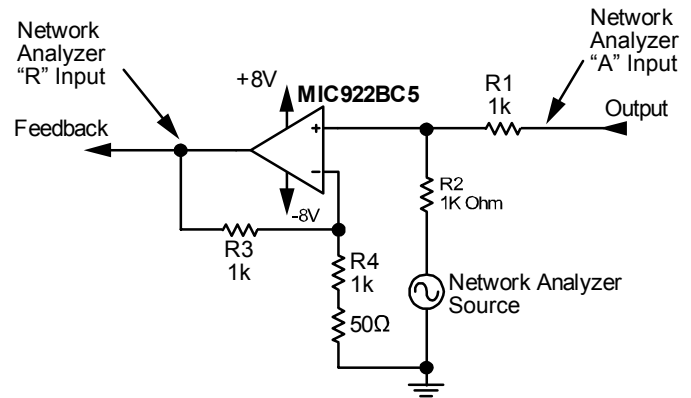 Network
Analyzer
“R” Input
Network
Analyzer
“A” Input
+8V
MIC922BC5
R1
1k
Feedback
Output
+
−
R2
1K Ohm
-8V
R3
1k
R4
1k
Network Analyzer
Source
50Ω